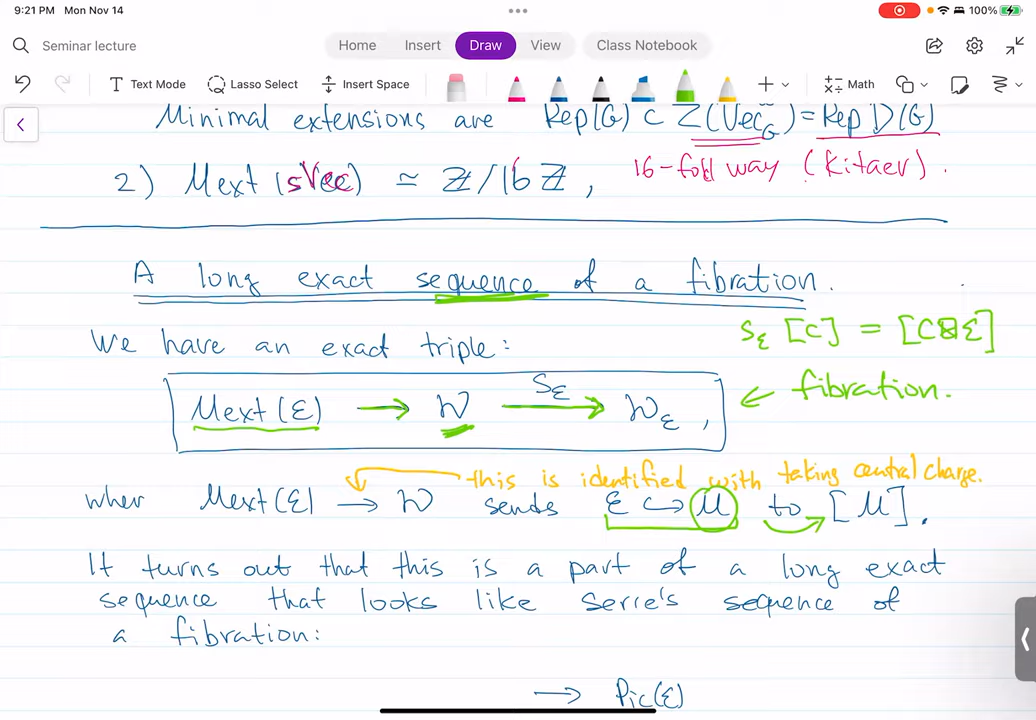 9:21 PM Mon Nov 14
100%
Seminar lecture
Home Insert Draw View Class Notebook
Text Mode Lasso Select Insert Space Math
Minimal extensions are Rep(G) ⊂ Z(Vec_G^ω) = Rep D(G)
2) Mext(sVec) ≃ ℤ/16ℤ, 16-fold way (Kitaev).
A long exact sequence of a fibration.
We have an exact triple: S_ε [C] = [C⊠ε]
Mext(ε) → W →^{S_ε} W_ε, ← fibration.
this is identified with taking central charge.
wher Mext(ε) → W sends ε ↪ M to [M].
It turns out that this is a part of a long exact
sequence that looks like Serre's sequence of
a fibration:
→ Pic(ε)